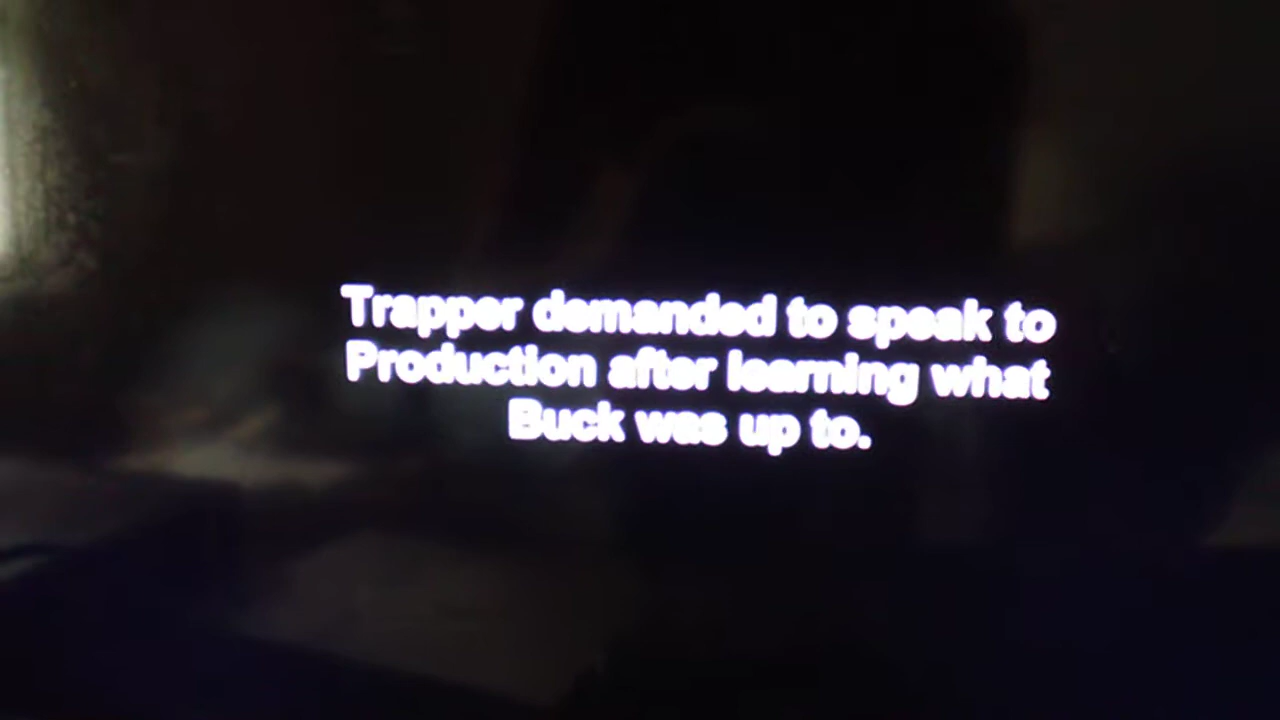 Trapper demanded to speak to
Production after learning what
Buck was up to.